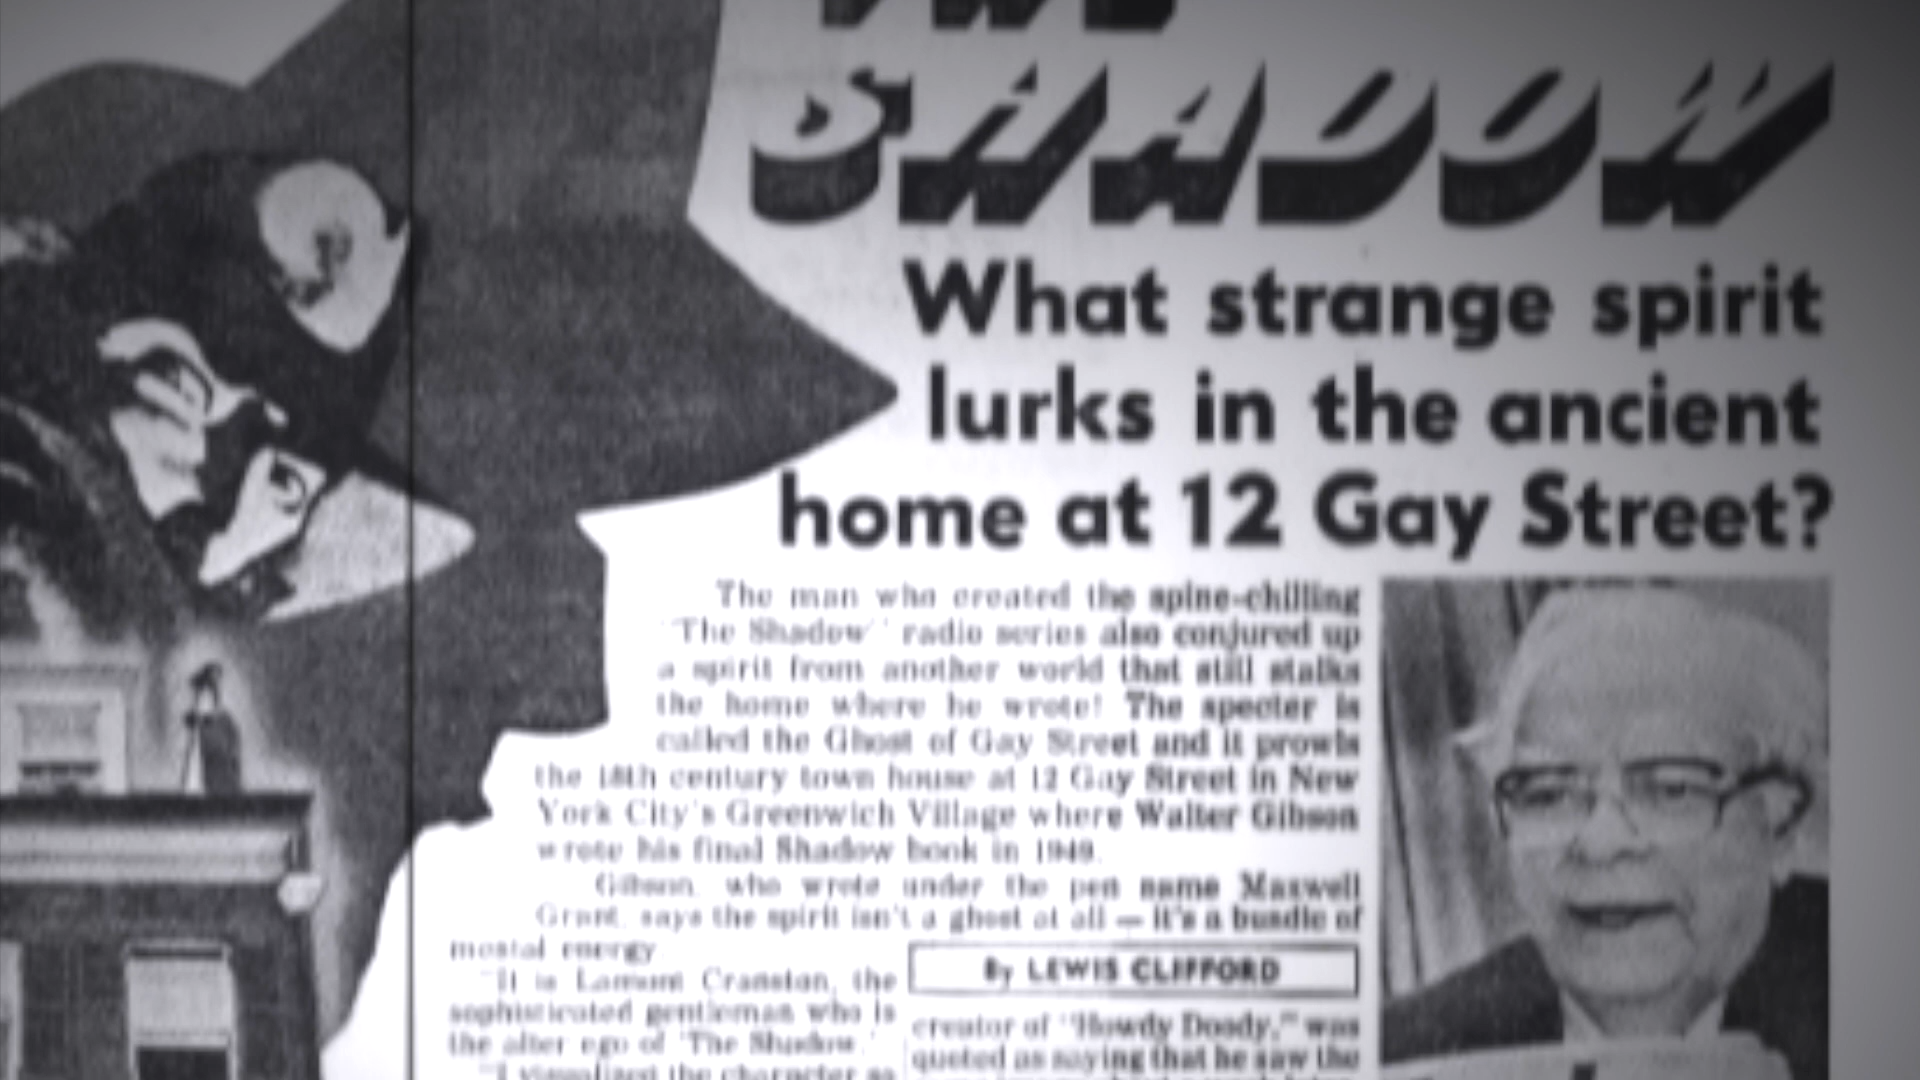 THE
SHADOW
What strange spirit
lurks in the ancient
home at 12 Gay Street?
The man who created the spine-chilling
"The Shadow" radio series also conjured up
a spirit from another world that still stalks
the home where he wrote! The specter is
called the Ghost of Gay Street and it prowls
the 18th century town house at 12 Gay Street in New
York City's Greenwich Village where Walter Gibson
wrote his final Shadow book in 1949.
Gibson, who wrote under the pen name Maxwell
Grant, says the spirit isn't a ghost at all — it's a bundle of
mental energy.
"It is Lamont Cranston, the
sophisticated gentleman who is
the alter ego of 'The Shadow.'
"I visualized the character so
By LEWIS CLIFFORD
creator of "Howdy Doody," was
quoted as saying that he saw the